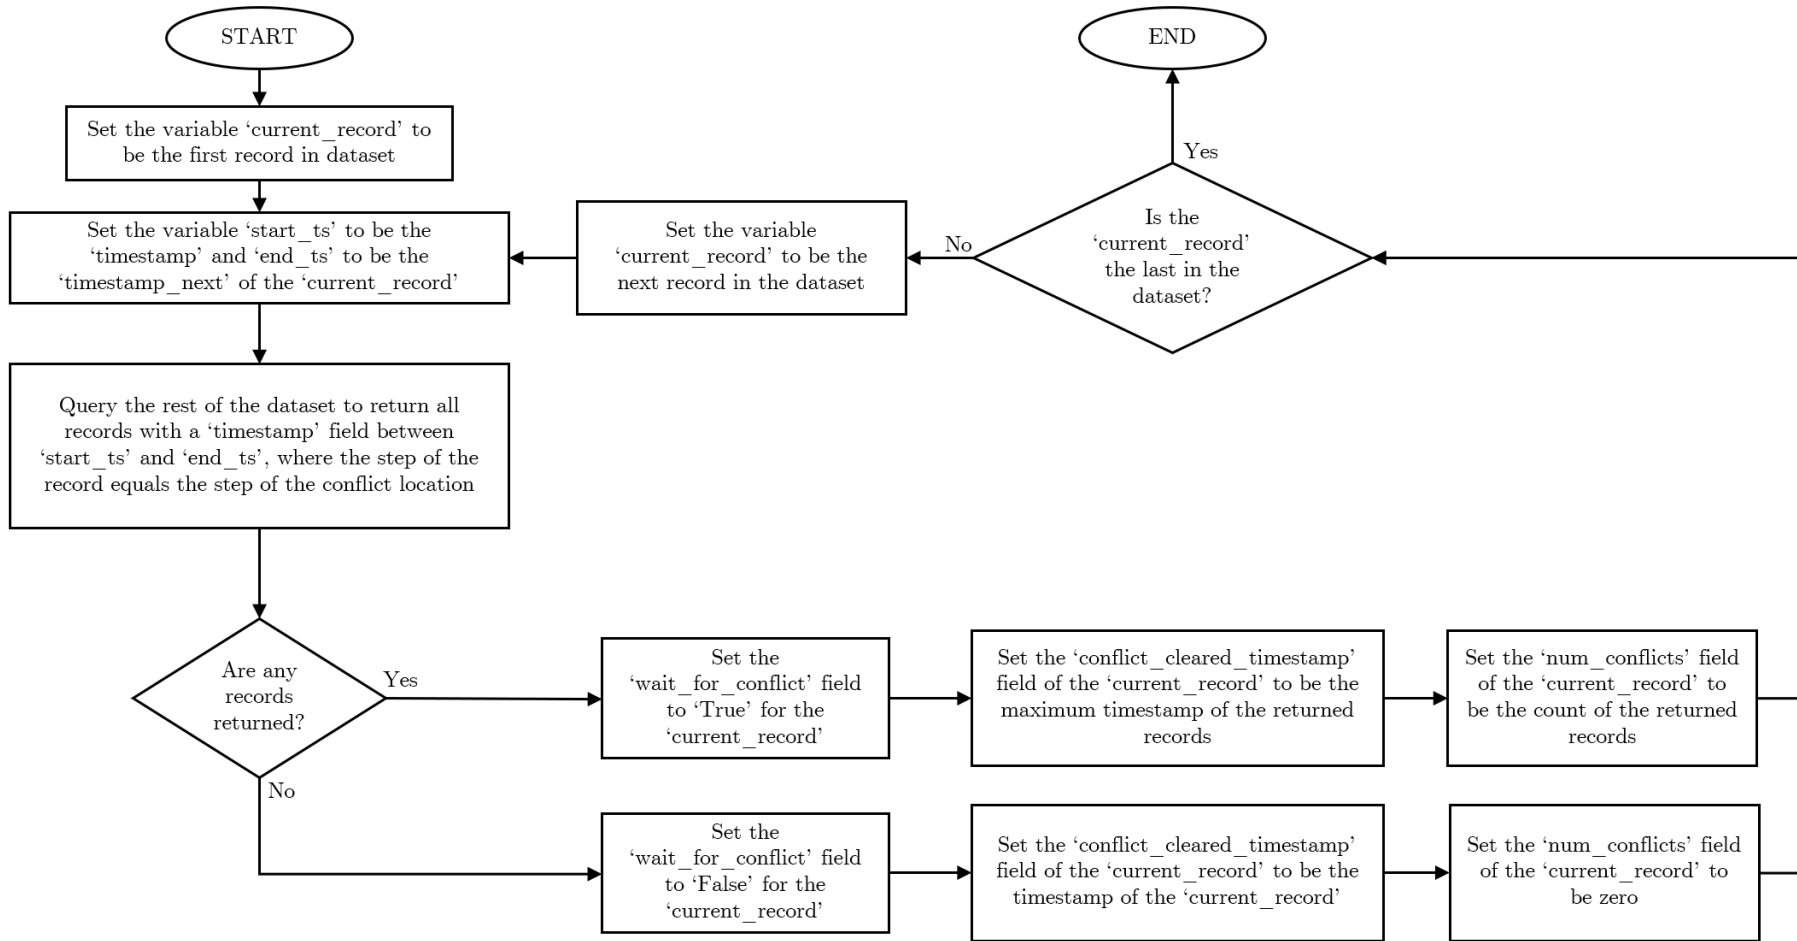 START
Set the variable ‘current_record’ to
be the first record in dataset
Set the variable ‘start_ts’ to be the
‘timestamp’ and ‘end_ts’ to be the
‘timestamp_next’ of the ‘current_record’
Query the rest of the dataset to return all
records with a ‘timestamp’ field between
‘start_ts’ and ‘end_ts’, where the step of the
record equals the step of the conflict location
Are any
records
returned?
Yes
No
Set the
‘wait_for_conflict’ field
to ‘True’ for the
‘current_record’
Set the ‘conflict_cleared_timestamp’
field of the ‘current_record’ to be the
maximum timestamp of the returned
records
Set the ‘num_conflicts’ field
of the ‘current_record’ to
be the count of the returned
records
Set the
‘wait_for_conflict’ field
to ‘False’ for the
‘current_record’
Set the ‘conflict_cleared_timestamp’
field of the ‘current_record’ to be the
timestamp of the ‘current_record’
Set the ‘num_conflicts’ field
of the ‘current_record’ to
be zero
Is the
‘current_record’
the last in the
dataset?
No
Set the variable
‘current_record’ to be the
next record in the dataset
Yes
END